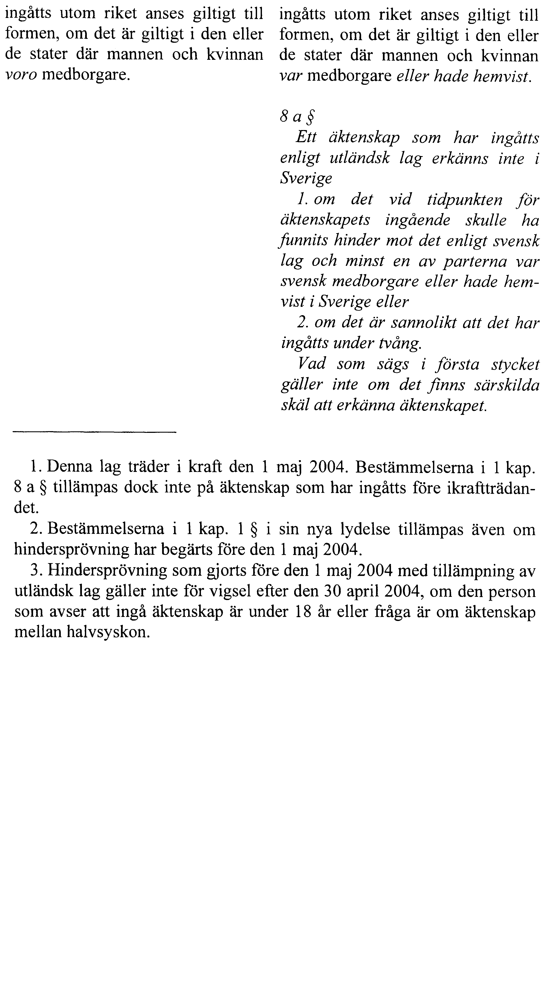 ingåtts utom riket anses giltigt till
formen, om det är giltigt i den eller
de stater där mannen och kvinnan
voro medborgare.
ingåtts utom riket anses giltigt till
formen, om det är giltigt i den eller
de stater där mannen och kvinnan
var medborgare eller hade hemvist.
8 a §
Ett äktenskap som har ingåtts
enligt utländsk lag erkänns inte i
Sverige
1. om det vid tidpunkten för
äktenskapets ingående skulle ha
funnits hinder mot det enligt svensk
lag och minst en av parterna var
svensk medborgare eller hade hem-
vist i Sverige eller
2. om det är sannolikt att det har
ingåtts under tvång.
Vad som sägs i första stycket
gäller inte om det finns särskilda
skäl att erkänna äktenskapet.
1. Denna lag träder i kraft den 1 maj 2004. Bestämmelserna i 1 kap.
8 a § tillämpas dock inte på äktenskap som har ingåtts före ikraftträdan-
det.
2. Bestämmelserna i 1 kap. 1 § i sin nya lydelse tillämpas även om
hindersprövning har begärts före den 1 maj 2004.
3. Hindersprövning som gjorts före den 1 maj 2004 med tillämpning av
utländsk lag gäller inte för vigsel efter den 30 april 2004, om den person
som avser att ingå äktenskap är under 18 år eller fråga är om äktenskap
mellan halvsyskon.